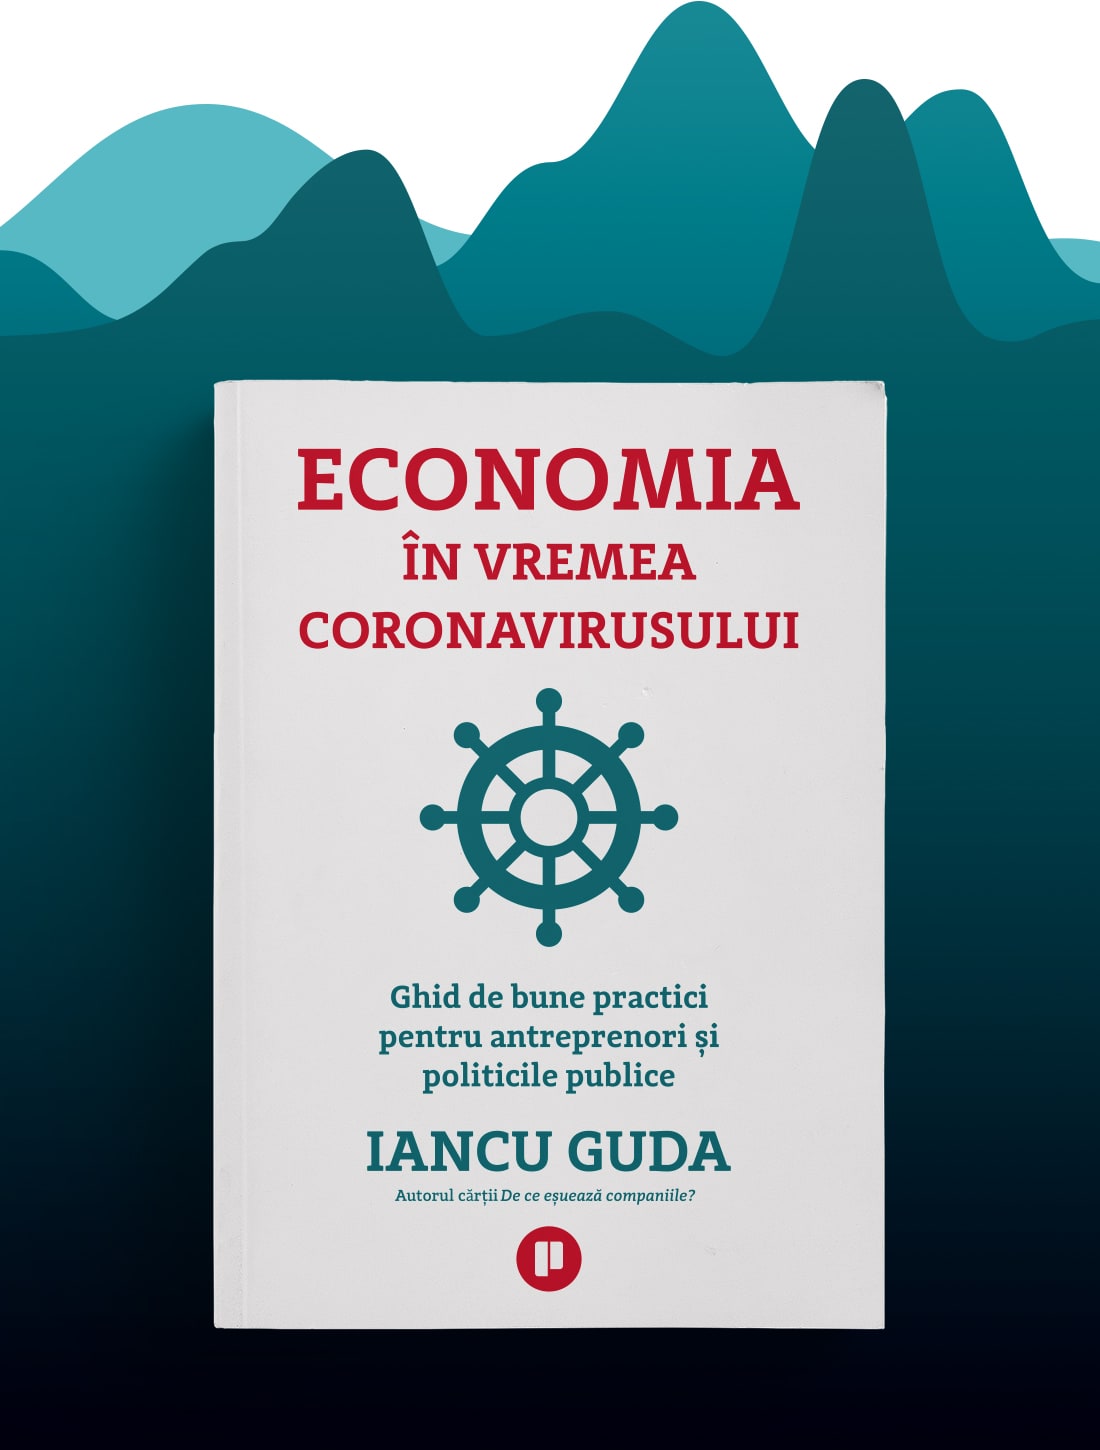 ECONOMIA
ÎN VREMEA
CORONAVIRUSULUI
Ghid de bune practici
pentru antreprenori și
politicile publice
IANCU GUDA
Autorul cărții De ce eșuează companiile?